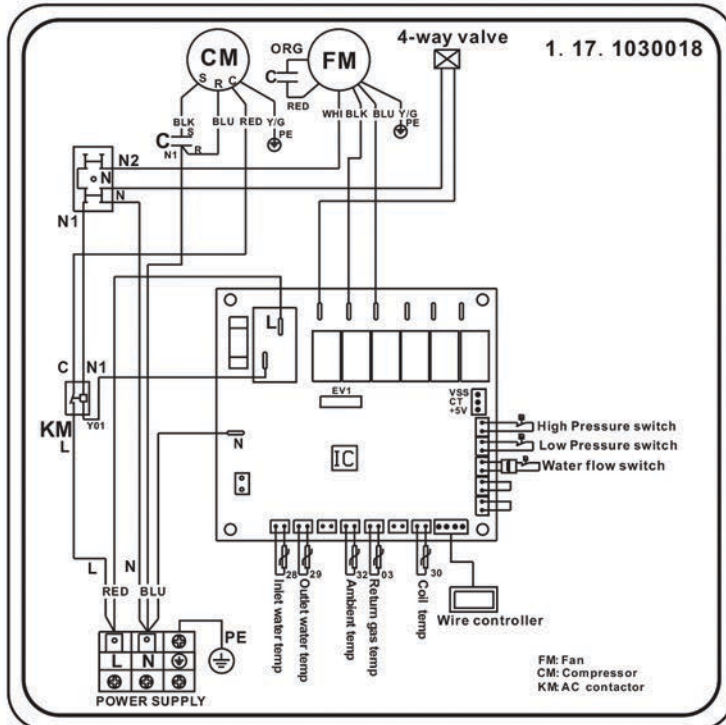 4-way valve
1. 17. 1030018
CM
S R C
ORG
C
RED
FM
BLK
S
BLU RED Y/G
PE
C
N1 R
WHI BLK BLU Y/G
PE
N2
N
N
N1
L
C N1
KM
Y01
L
EV1
VSS
CT
+5V
High Pressure switch
Low Pressure switch
Water flow switch
N
IC
28
29
32
03
30
Inlet water temp
Outlet water temp
Ambient temp
Return gas temp
Coil temp
Wire controller
L N
RED BLU
PE
L N
POWER SUPPLY
FM: Fan
CM: Compressor
KM: AC contactor